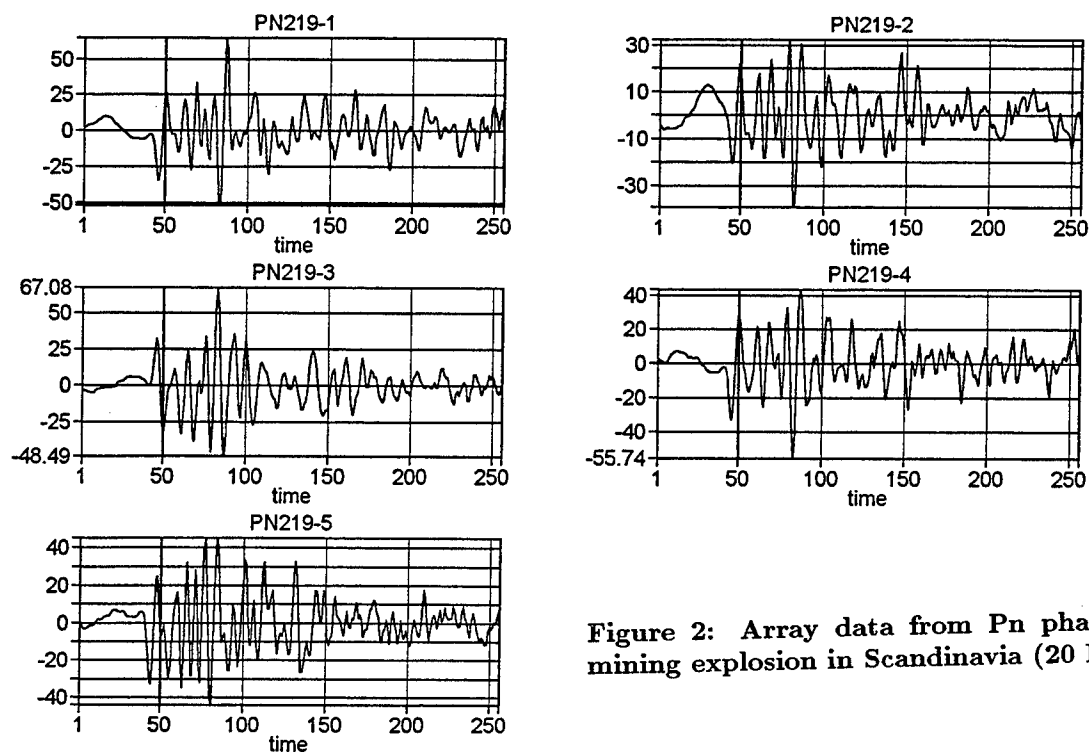 PN219-1
50
25
0
-25
-50
1 50 100 150 200 250
time
PN219-2
30
10
-10
-30
1 50 100 150 200 250
time
PN219-3
67.08
50
25
0
-25
-48.49
1 50 100 150 200 250
time
PN219-4
40
20
0
-20
-40
-55.74
1 50 100 150 200 250
time
PN219-5
40
20
0
-20
-40
1 50 100 150 200 250
time
Figure 2: Array data from Pn pha
mining explosion in Scandinavia (20